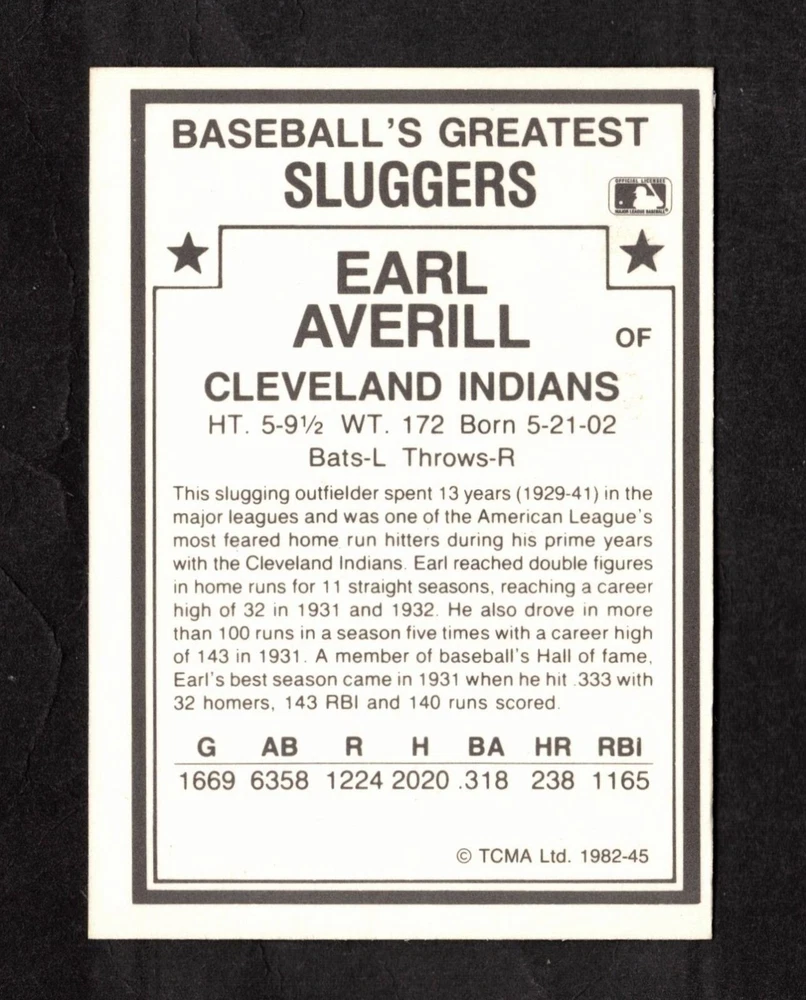 BASEBALL'S GREATEST
SLUGGERS
OFFICIAL LICENSEE
MAJOR LEAGUE BASEBALL
EARL
AVERILL
OF
CLEVELAND INDIANS
HT. 5-9½ WT. 172 Born 5-21-02
Bats-L Throws-R
This slugging outfielder spent 13 years (1929-41) in the
major leagues and was one of the American League's
most feared home run hitters during his prime years
with the Cleveland Indians. Earl reached double figures
in home runs for 11 straight seasons, reaching a career
high of 32 in 1931 and 1932. He also drove in more
than 100 runs in a season five times with a career high
of 143 in 1931. A member of baseball's Hall of fame,
Earl's best season came in 1931 when he hit .333 with
32 homers, 143 RBI and 140 runs scored.
G AB R H BA HR RBI
1669 6358 1224 2020 .318 238 1165
© TCMA Ltd. 1982-45